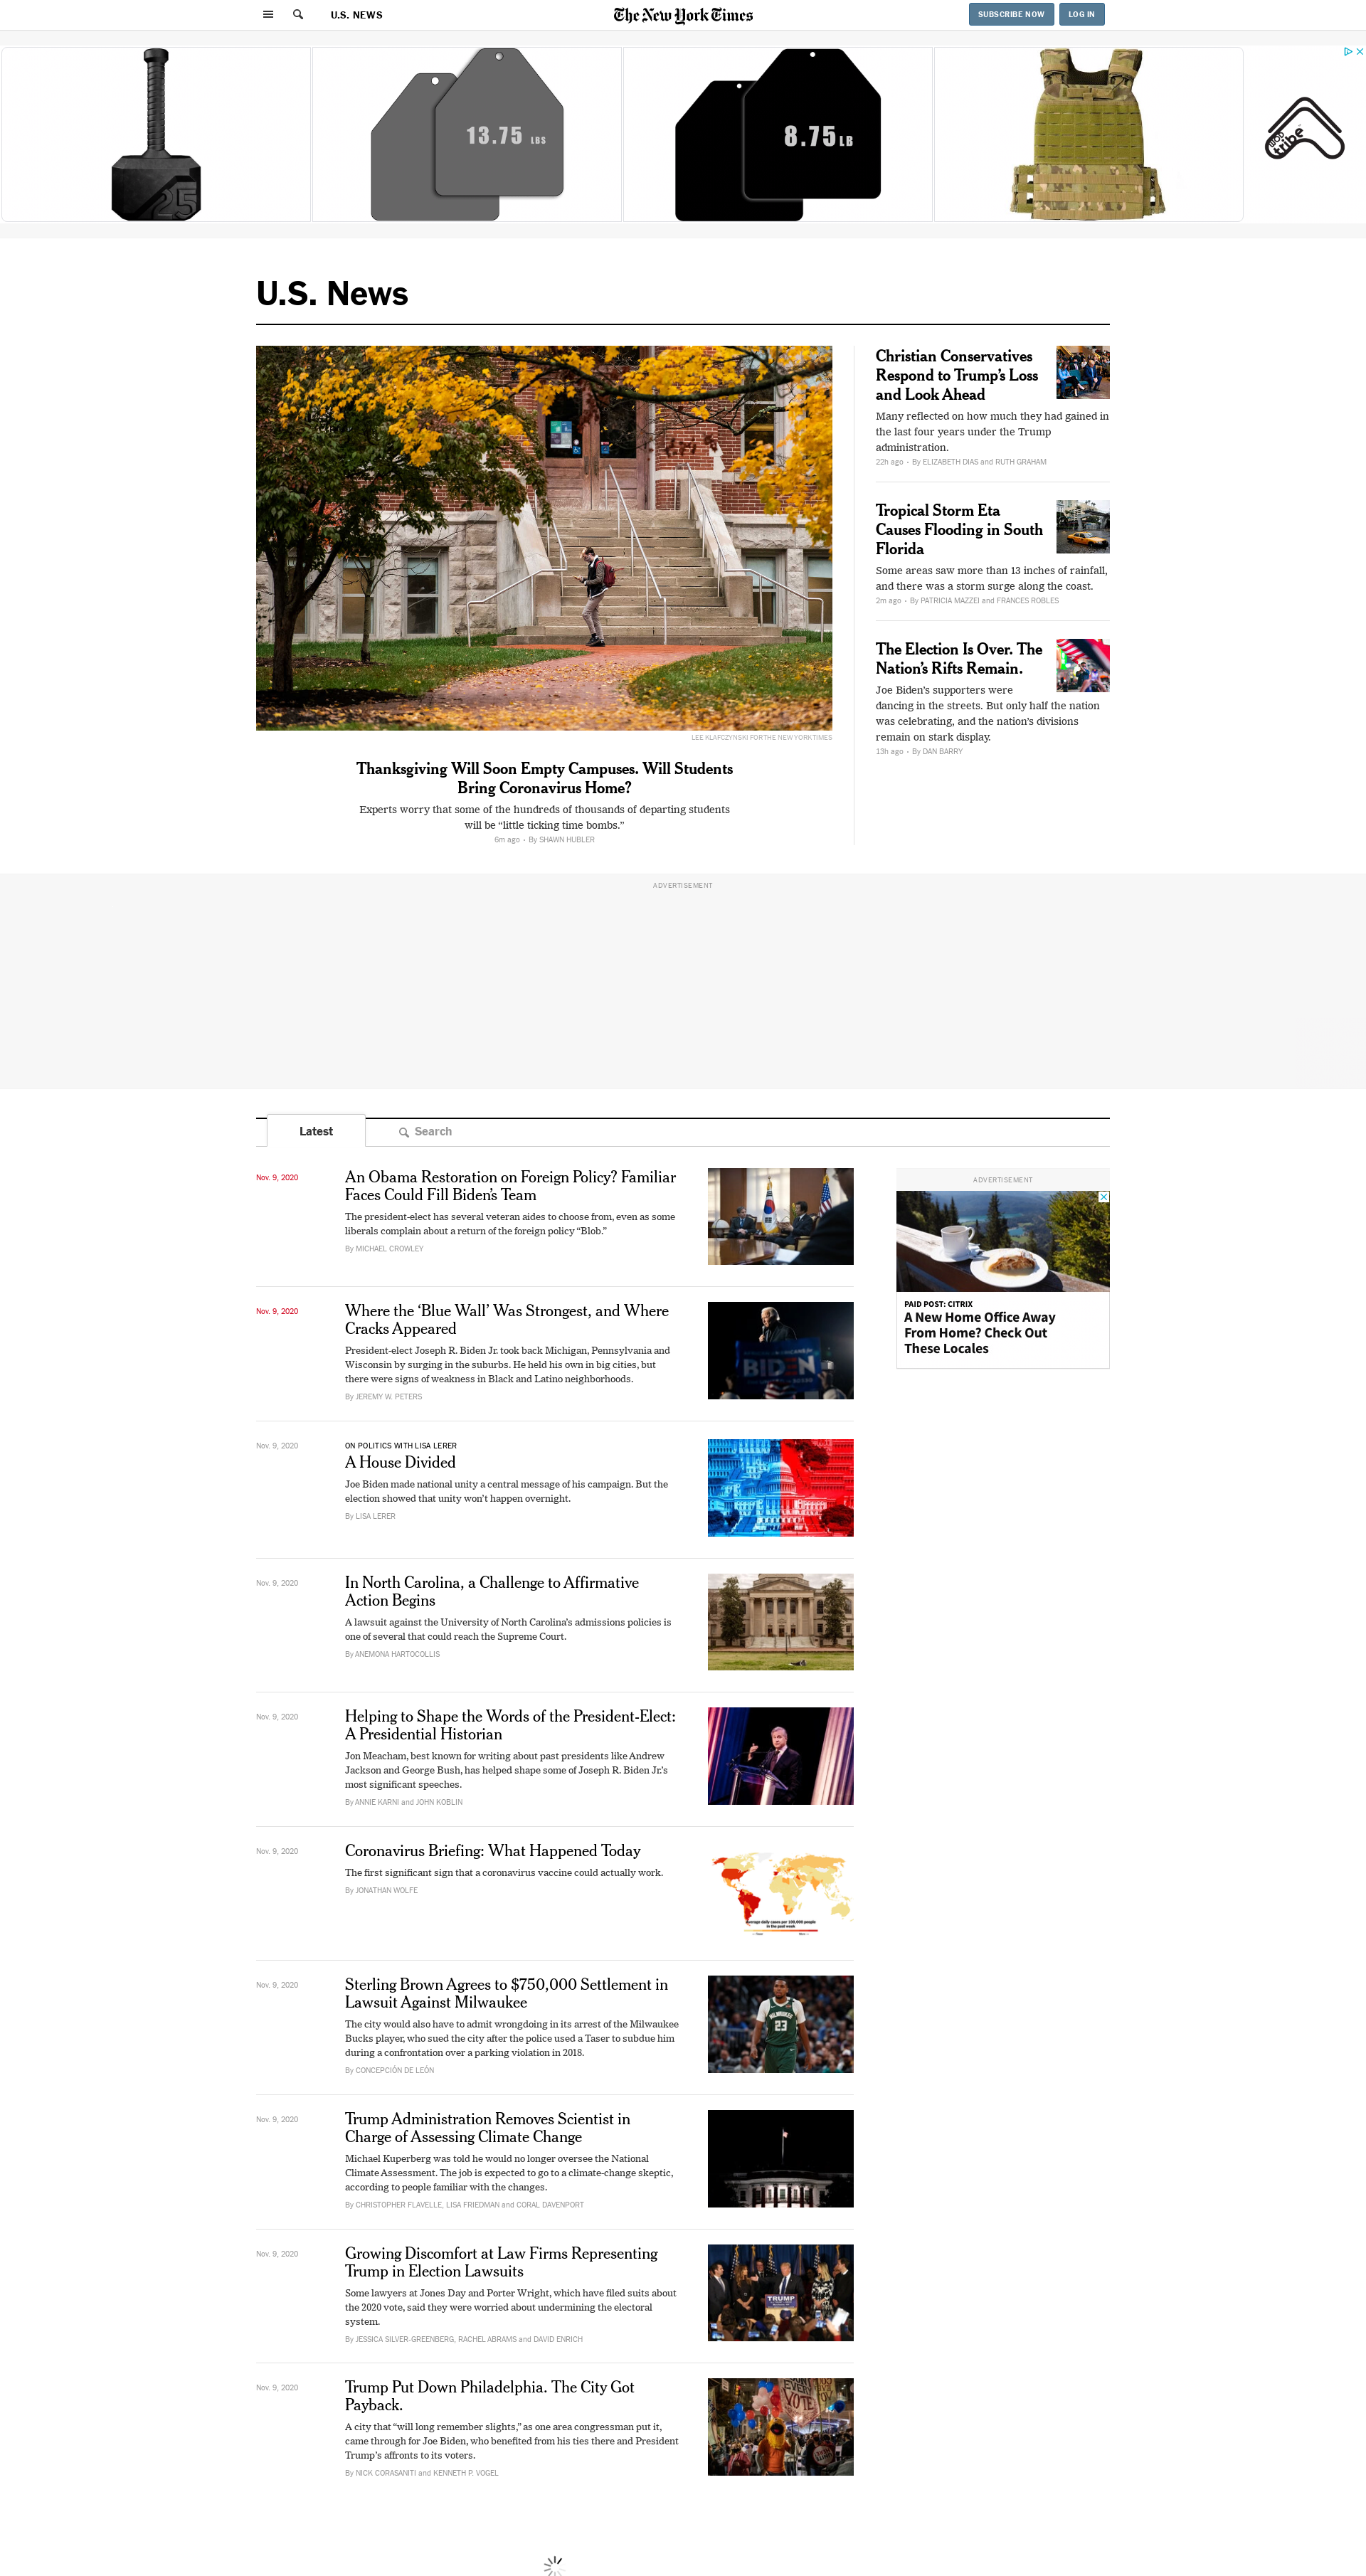 U.S. NEWS
The New York Times
SUBSCRIBE NOW
LOG IN
25
13.75 LBS
8.75LB
tribe
U.S. News
LEE KLAFCZYNSKI FOR THE NEW YORK TIMES
Thanksgiving Will Soon Empty Campuses. Will Students
Bring Coronavirus Home?
Experts worry that some of the hundreds of thousands of departing students
will be “little ticking time bombs.”
6m ago • By SHAWN HUBLER
Christian Conservatives
Respond to Trump’s Loss
and Look Ahead
Many reflected on how much they had gained in
the last four years under the Trump
administration.
22h ago • By ELIZABETH DIAS and RUTH GRAHAM
Tropical Storm Eta
Causes Flooding in South
Florida
Some areas saw more than 13 inches of rainfall,
and there was a storm surge along the coast.
2m ago • By PATRICIA MAZZEI and FRANCES ROBLES
The Election Is Over. The
Nation’s Rifts Remain.
Joe Biden’s supporters were
dancing in the streets. But only half the nation
was celebrating, and the nation’s divisions
remain on stark display.
13h ago • By DAN BARRY
ADVERTISEMENT
Latest
Search
Nov. 9, 2020
An Obama Restoration on Foreign Policy? Familiar
Faces Could Fill Biden’s Team
The president-elect has several veteran aides to choose from, even as some
liberals complain about a return of the foreign policy “Blob.”
By MICHAEL CROWLEY
Nov. 9, 2020
Where the ‘Blue Wall’ Was Strongest, and Where
Cracks Appeared
President-elect Joseph R. Biden Jr. took back Michigan, Pennsylvania and
Wisconsin by surging in the suburbs. He held his own in big cities, but
there were signs of weakness in Black and Latino neighborhoods.
By JEREMY W. PETERS
BIDEN
Nov. 9, 2020
ON POLITICS WITH LISA LERER
A House Divided
Joe Biden made national unity a central message of his campaign. But the
election showed that unity won’t happen overnight.
By LISA LERER
Nov. 9, 2020
In North Carolina, a Challenge to Affirmative
Action Begins
A lawsuit against the University of North Carolina’s admissions policies is
one of several that could reach the Supreme Court.
By ANEMONA HARTOCOLLIS
Nov. 9, 2020
Helping to Shape the Words of the President-Elect:
A Presidential Historian
Jon Meacham, best known for writing about past presidents like Andrew
Jackson and George Bush, has helped shape some of Joseph R. Biden Jr.’s
most significant speeches.
By ANNIE KARNI and JOHN KOBLIN
Nov. 9, 2020
Coronavirus Briefing: What Happened Today
The first significant sign that a coronavirus vaccine could actually work.
By JONATHAN WOLFE
Average daily cases per 100,000 people
in the past week
Nov. 9, 2020
Sterling Brown Agrees to $750,000 Settlement in
Lawsuit Against Milwaukee
The city would also have to admit wrongdoing in its arrest of the Milwaukee
Bucks player, who sued the city after the police used a Taser to subdue him
during a confrontation over a parking violation in 2018.
By CONCEPCIÓN DE LEÓN
MILWAUKEE
23
Nov. 9, 2020
Trump Administration Removes Scientist in
Charge of Assessing Climate Change
Michael Kuperberg was told he would no longer oversee the National
Climate Assessment. The job is expected to go to a climate-change skeptic,
according to people familiar with the changes.
By CHRISTOPHER FLAVELLE, LISA FRIEDMAN and CORAL DAVENPORT
Nov. 9, 2020
Growing Discomfort at Law Firms Representing
Trump in Election Lawsuits
Some lawyers at Jones Day and Porter Wright, which have filed suits about
the 2020 vote, said they were worried about undermining the electoral
system.
By JESSICA SILVER-GREENBERG, RACHEL ABRAMS and DAVID ENRICH
TRUMP
Nov. 9, 2020
Trump Put Down Philadelphia. The City Got
Payback.
A city that “will long remember slights,” as one area congressman put it,
came through for Joe Biden, who benefited from his ties there and President
Trump’s affronts to its voters.
By NICK CORASANITI and KENNETH P. VOGEL
EVERY
VOTE
ADVERTISEMENT
PAID POST: CITRIX
A New Home Office Away
From Home? Check Out
These Locales